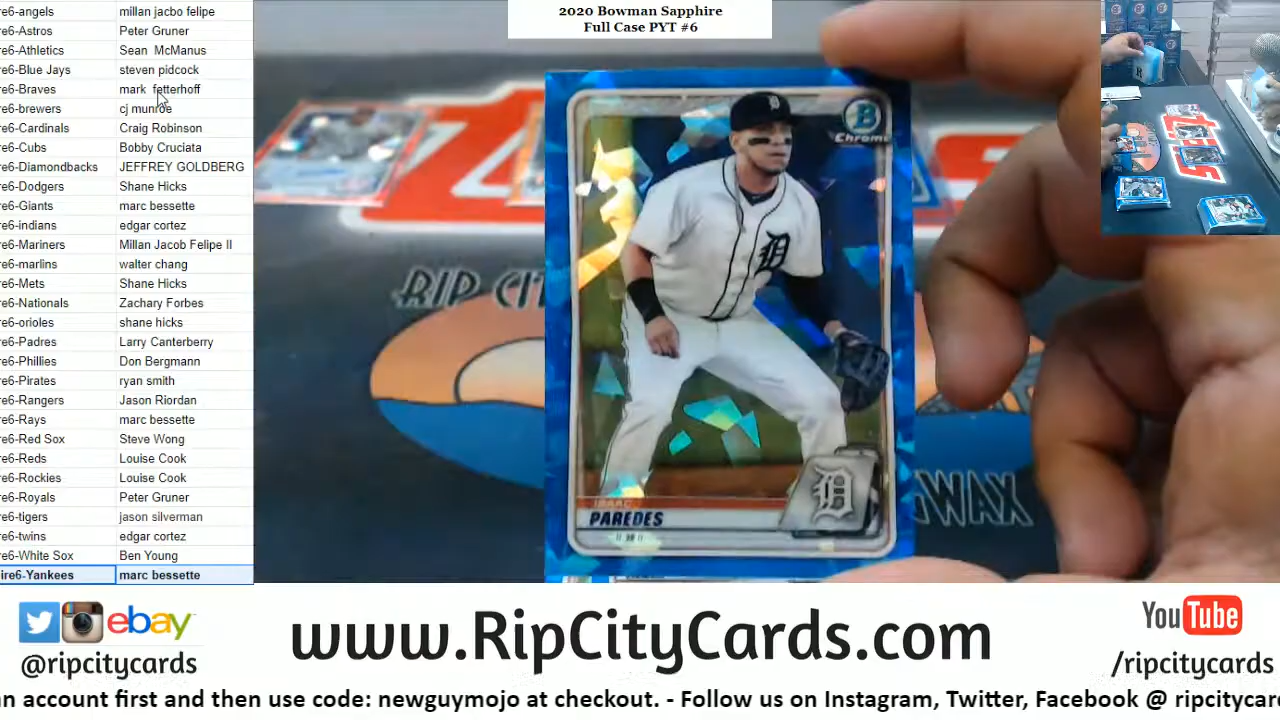 re6-angels millan jacbo felipe
re6-Astros Peter Gruner
re6-Athletics Sean McManus
re6-Blue Jays steven pidcock
re6-Braves mark fetterhoff
re6-brewers cj munroe
re6-Cardinals Craig Robinson
re6-Cubs Bobby Cruciata
re6-Diamondbacks JEFFREY GOLDBERG
re6-Dodgers Shane Hicks
re6-Giants marc bessette
re6-indians edgar cortez
re6-Mariners Millan Jacob Felipe II
re6-marlins walter chang
re6-Mets Shane Hicks
re6-Nationals Zachary Forbes
re6-orioles shane hicks
re6-Padres Larry Canterberry
re6-Phillies Don Bergmann
re6-Pirates ryan smith
re6-Rangers Jason Riordan
re6-Rays marc bessette
re6-Red Sox Steve Wong
re6-Reds Louise Cook
re6-Rockies Louise Cook
re6-Royals Peter Gruner
re6-tigers jason silverman
re6-twins edgar cortez
re6-White Sox Ben Young
ire6-Yankees marc bessette
2020 Bowman Sapphire
Full Case PYT #6
D
B
Chrome
D
D
ISAAC
PAREDES
RIP CIT
WAX
ebay
@ripcitycards
www.RipCityCards.com
YouTube
/ripcitycards
n account first and then use code: newguymojo at checkout. - Follow us on Instagram, Twitter, Facebook @ ripcitycar